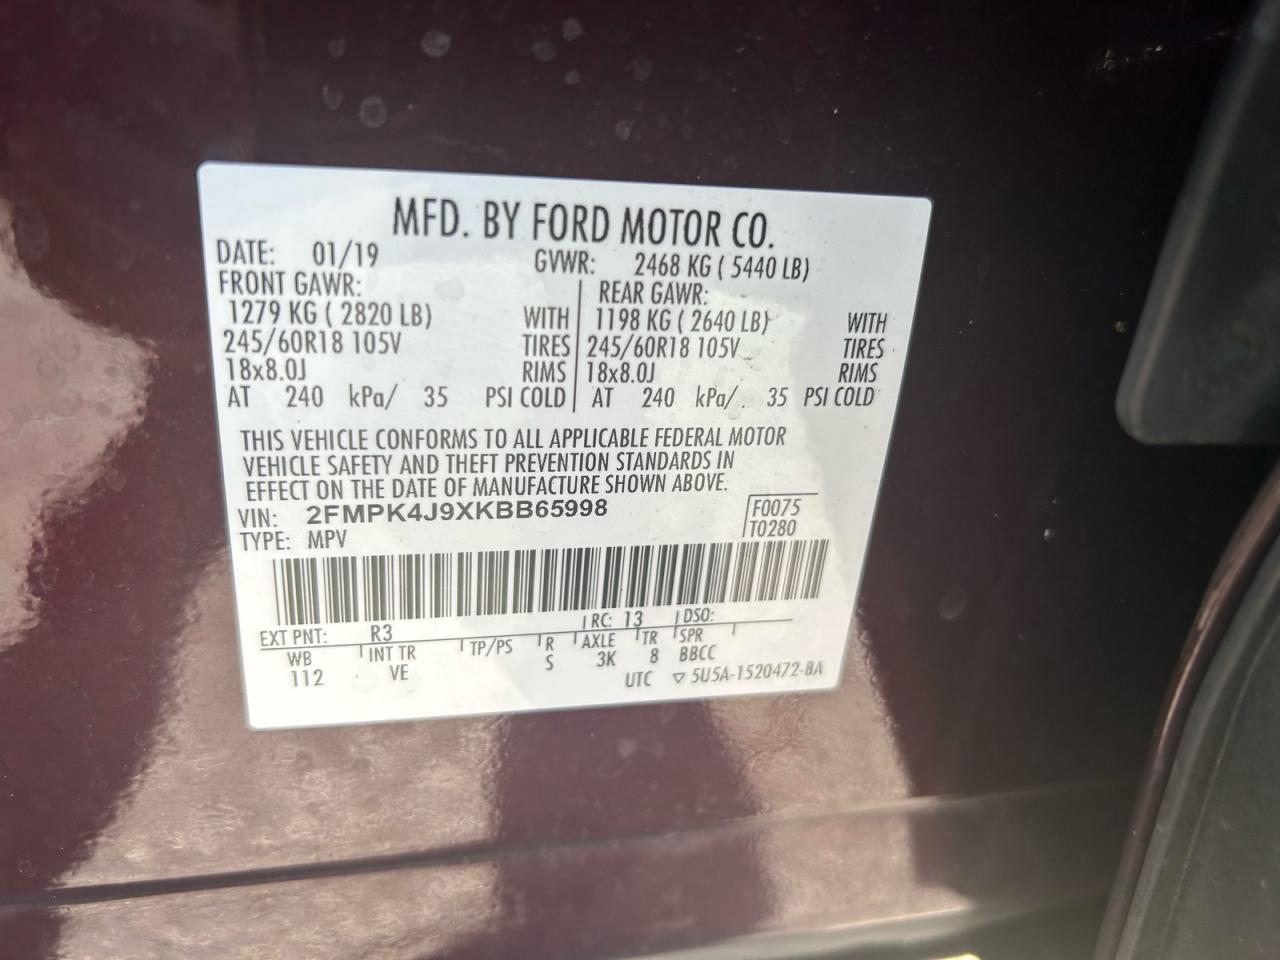 MFD. BY FORD MOTOR CO.
DATE: 01/19 GVWR: 2468 KG ( 5440 LB)
FRONT GAWR: REAR GAWR:
1279 KG ( 2820 LB) WITH 1198 KG ( 2640 LB) WITH
245/60R18 105V TIRES 245/60R18 105V TIRES
18x8.0J RIMS 18x8.0J RIMS
AT 240 kPa/ 35 PSI COLD AT 240 kPa/ 35 PSI COLD
THIS VEHICLE CONFORMS TO ALL APPLICABLE FEDERAL MOTOR
VEHICLE SAFETY AND THEFT PREVENTION STANDARDS IN
EFFECT ON THE DATE OF MANUFACTURE SHOWN ABOVE.
VIN: 2FMPK4J9XKBB65998 F0075
TYPE: MPV T0280
EXT PNT: R3 RC: 13 DSO:
WB INT TR TP/PS R AXLE TR SPR
112 VE S 3K 8 BBCC
UTC ▽ 5U5A-1520472-BA